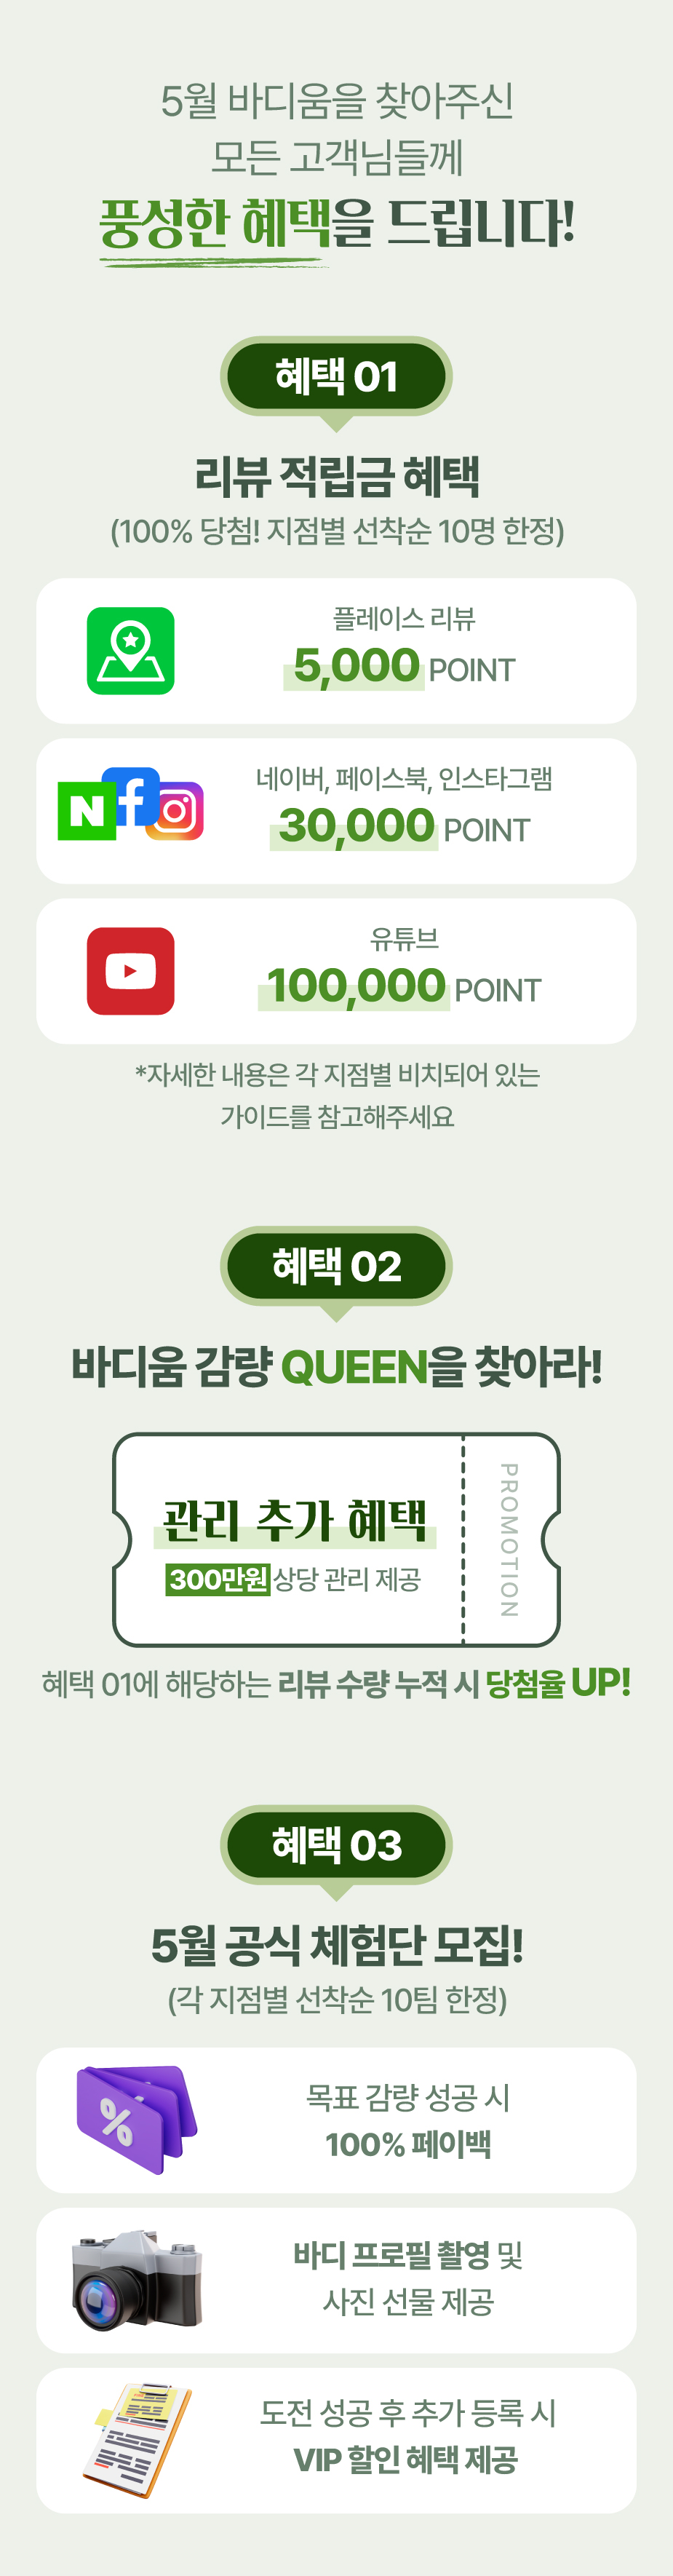 5월 바디움을 찾아주신
모든 고객님들께
풍성한 혜택을 드립니다!
혜택 01
리뷰 적립금 혜택
(100% 당첨! 지점별 선착순 10명 한정)
플레이스 리뷰
5,000 POINT
N
네이버, 페이스북, 인스타그램
30,000 POINT
유튜브
100,000 POINT
*자세한 내용은 각 지점별 비치되어 있는
가이드를 참고해주세요
혜택 02
바디움 감량 QUEEN을 찾아라!
관리 추가 혜택
300만원 상당 관리 제공
PROMOTION
혜택 01에 해당하는 리뷰 수량 누적 시 당첨율 UP!
혜택 03
5월 공식 체험단 모집!
(각 지점별 선착순 10팀 한정)
%
목표 감량 성공 시
100% 페이백
바디 프로필 촬영 및
사진 선물 제공
도전 성공 후 추가 등록 시
VIP 할인 혜택 제공